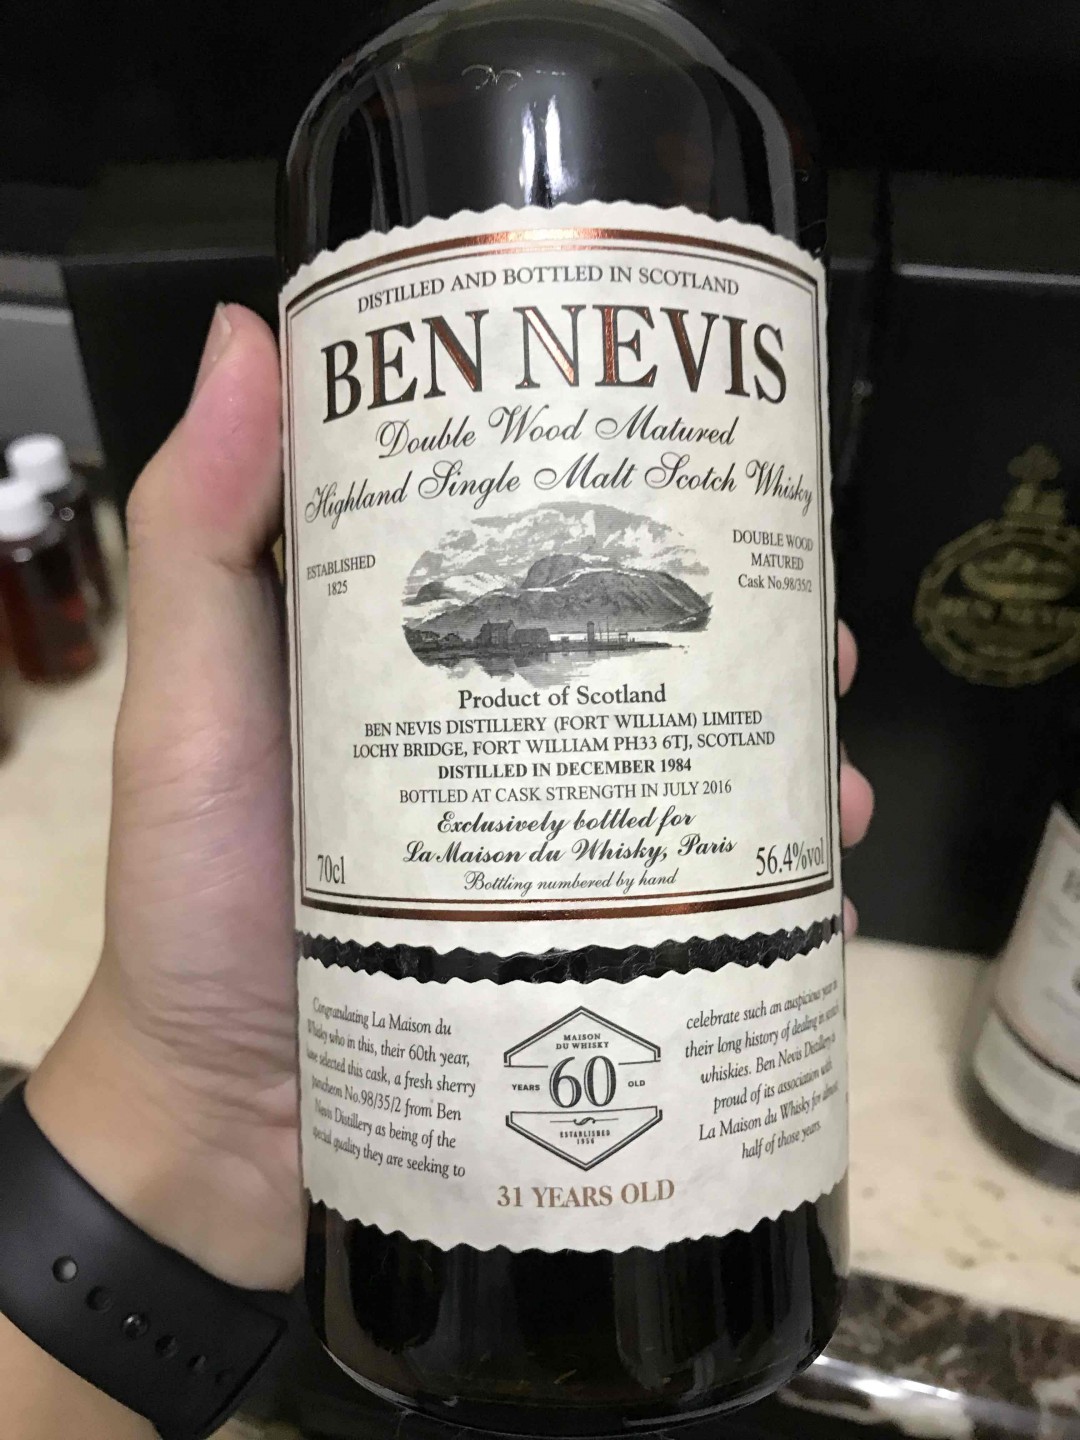 DISTILLED AND BOTTLED IN SCOTLAND
BEN NEVIS
Double Wood Matured
Highland Single Malt Scotch Whisky
ESTABLISHED
1825
DOUBLE WOOD
MATURED
Cask No.98/35/2
Product of Scotland
BEN NEVIS DISTILLERY (FORT WILLIAM) LIMITED
LOCHY BRIDGE, FORT WILLIAM PH33 6TJ, SCOTLAND
DISTILLED IN DECEMBER 1984
BOTTLED AT CASK STRENGTH IN JULY 2016
Exclusively bottled for
La Maison du Whisky, Paris
70cl
56.4%vol
Bottling numbered by hand
Congratulating La Maison du
Whisky who in this, their 60th year,
have selected this cask, a fresh sherry
puncheon No.98/35/2 from Ben
Nevis Distillery as being of the
special quality they are seeking to
MAISON
DU WHISKY
YEARS 60 OLD
ESTABLISHED
1956
celebrate such an auspicious year in
their long history of dealing in scotch
whiskies. Ben Nevis Distillery is
proud of its association with
La Maison du Whisky for almost
half of those years.
31 YEARS OLD
BEN NEVIS